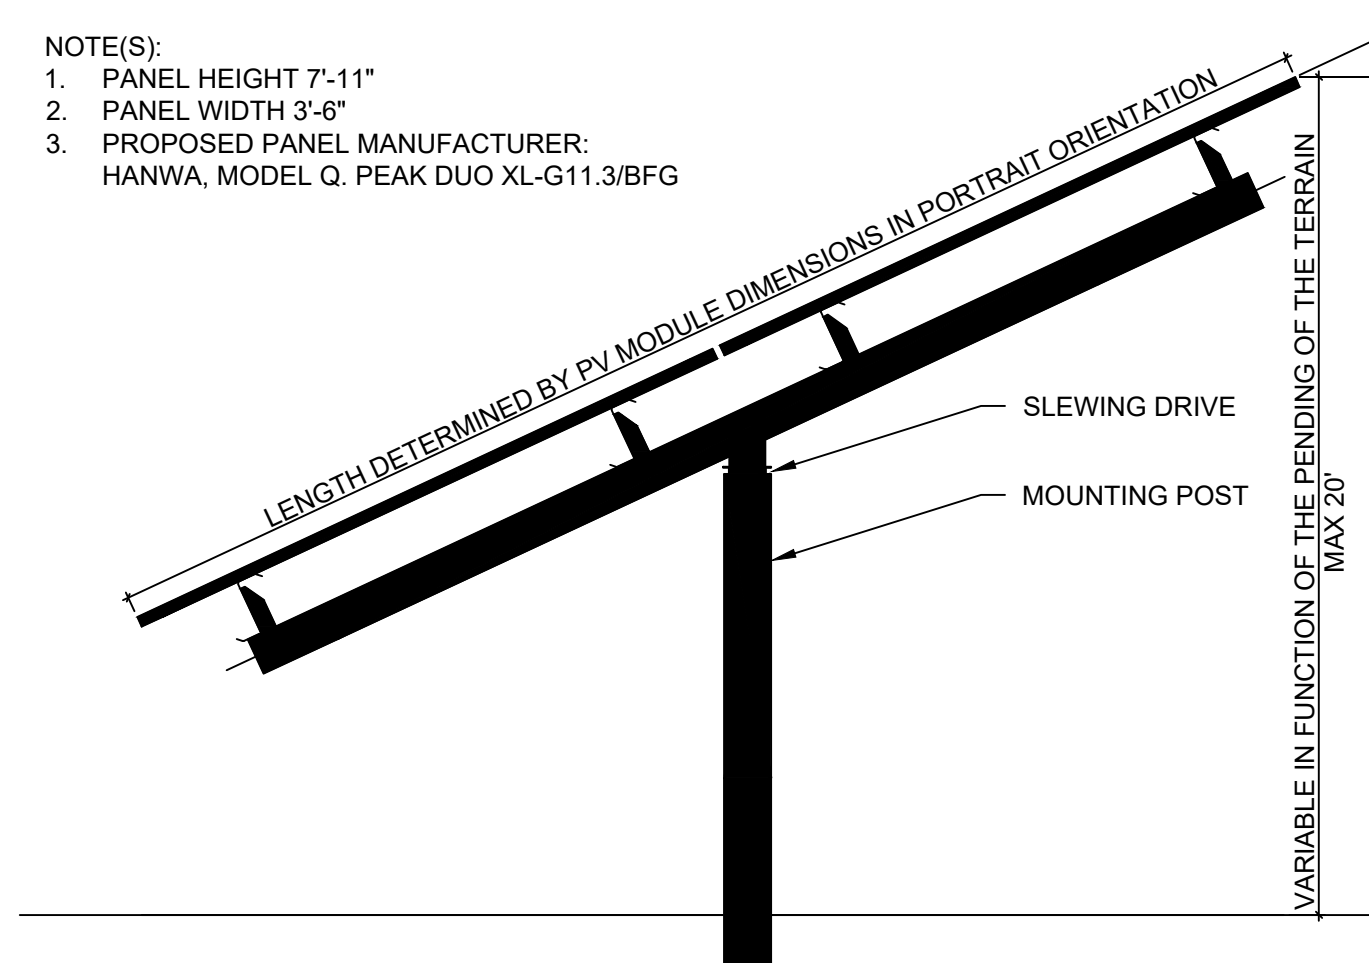 NOTE(S):
1. PANEL HEIGHT 7'-11"
2. PANEL WIDTH 3'-6"
3. PROPOSED PANEL MANUFACTURER:
HANWA, MODEL Q. PEAK DUO XL-G11.3/BFG
LENGTH DETERMINED BY PV MODULE DIMENSIONS IN PORTRAIT ORIENTATION
SLEWING DRIVE
MOUNTING POST
VARIABLE IN FUNCTION OF THE PENDING OF THE TERRAIN
MAX 20'